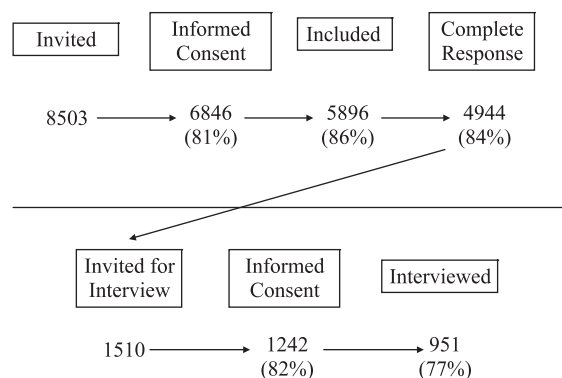 Invited
Informed
Consent
Included
Complete
Response
8503
6846
(81%)
5896
(86%)
4944
(84%)
Invited for
Interview
Informed
Consent
Interviewed
1510
1242
(82%)
951
(77%)